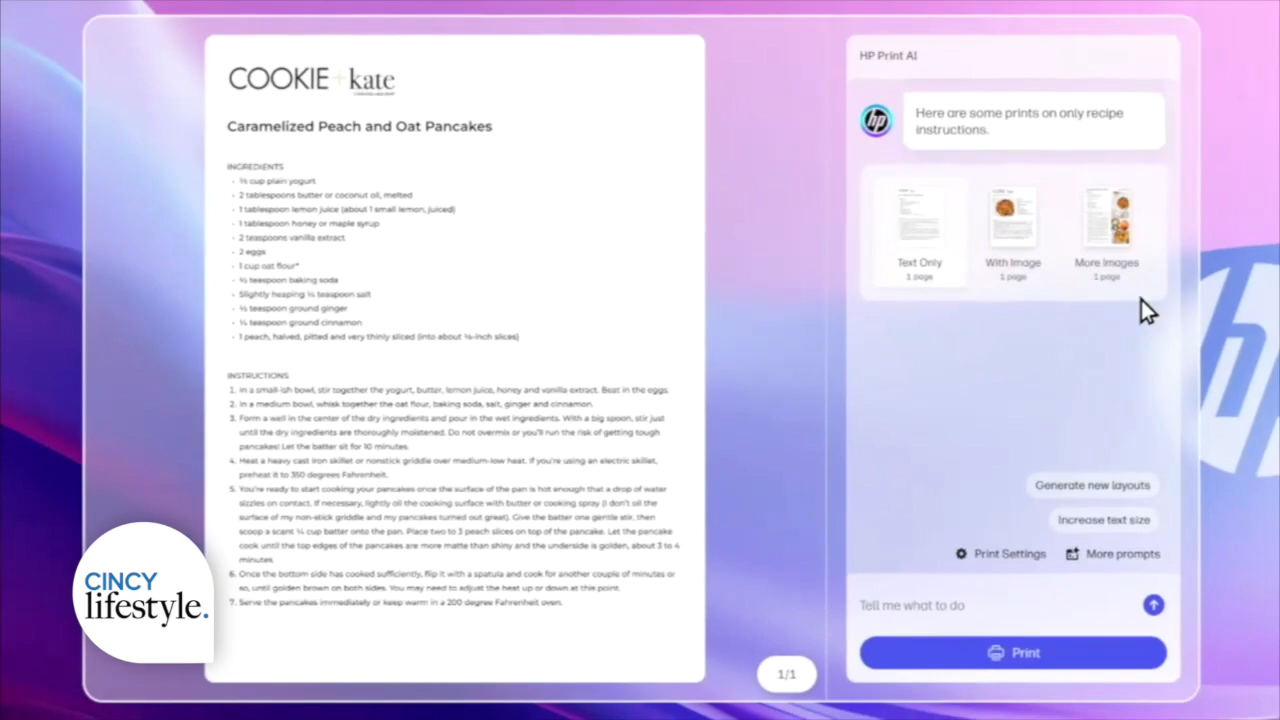 COOKIE+kate
Caramelized Peach and Oat Pancakes
INGREDIENTS
cup plain yogurt
2 tablespoons butter or coconut oil, melted
1 tablespoon lemon juice (about 1 small lemon, juiced)
1 tablespoon honey or maple syrup
2 teaspoons vanilla extract
2 eggs
1 cup oat flour*
½ teaspoon baking soda
Slightly heaping teaspoon salt
teaspoon ground ginger
teaspoon ground cinnamon
1 peach, halved, pitted and very thinly sliced (into about -inch slices)
INSTRUCTIONS
1. In a small-ish bowl, stir together the yogurt, butter, lemon juice, honey and vanilla extract. Beat in the eggs.
2. In a medium bowl, whisk together the oat flour, baking soda, salt, ginger and cinnamon.
3. Form a well in the center of the dry ingredients and pour in the wet ingredients. With a big spoon, stir just
until the dry ingredients are thoroughly moistened. Do not overmix or you'll run the risk of getting tough
pancakes! Let the batter sit for 10 minutes.
4. Heat a heavy cast iron skillet or nonstick griddle over medium-low heat. If you're using an electric skillet,
preheat it to 350 degrees Fahrenheit.
5. You're ready to start cooking your pancakes once the surface of the pan is hot enough that a drop of water
sizzles on contact. If necessary, lightly oil the cooking surface with butter or cooking spray (I don't oil the
surface of my non-stick griddle and my pancakes turned out great). Give the batter one gentle stir, then
scoop a scant ¼ cup batter onto the pan. Place two to 3 peach slices on top of the pancake. Let the pancake
cook until the top edges of the pancakes are more matte than shiny and the underside is golden, about 3 to 4
minutes.
6. Once the bottom side has cooked sufficiently, flip it with a spatula and cook for another couple of minutes or
so, until golden brown on both sides. You may need to adjust the heat up or down at this point.
7. Serve the pancakes immediately or keep warm in a 200 degree Fahrenheit oven.
1/1
HP Print AI
hp
Here are some prints on only recipe
instructions.
Text Only
1 page
With Image
1 page
More Images
1 page
Generate new layouts
Increase text size
Print Settings
More prompts
Tell me what to do
Print
CINCY
lifestyle.